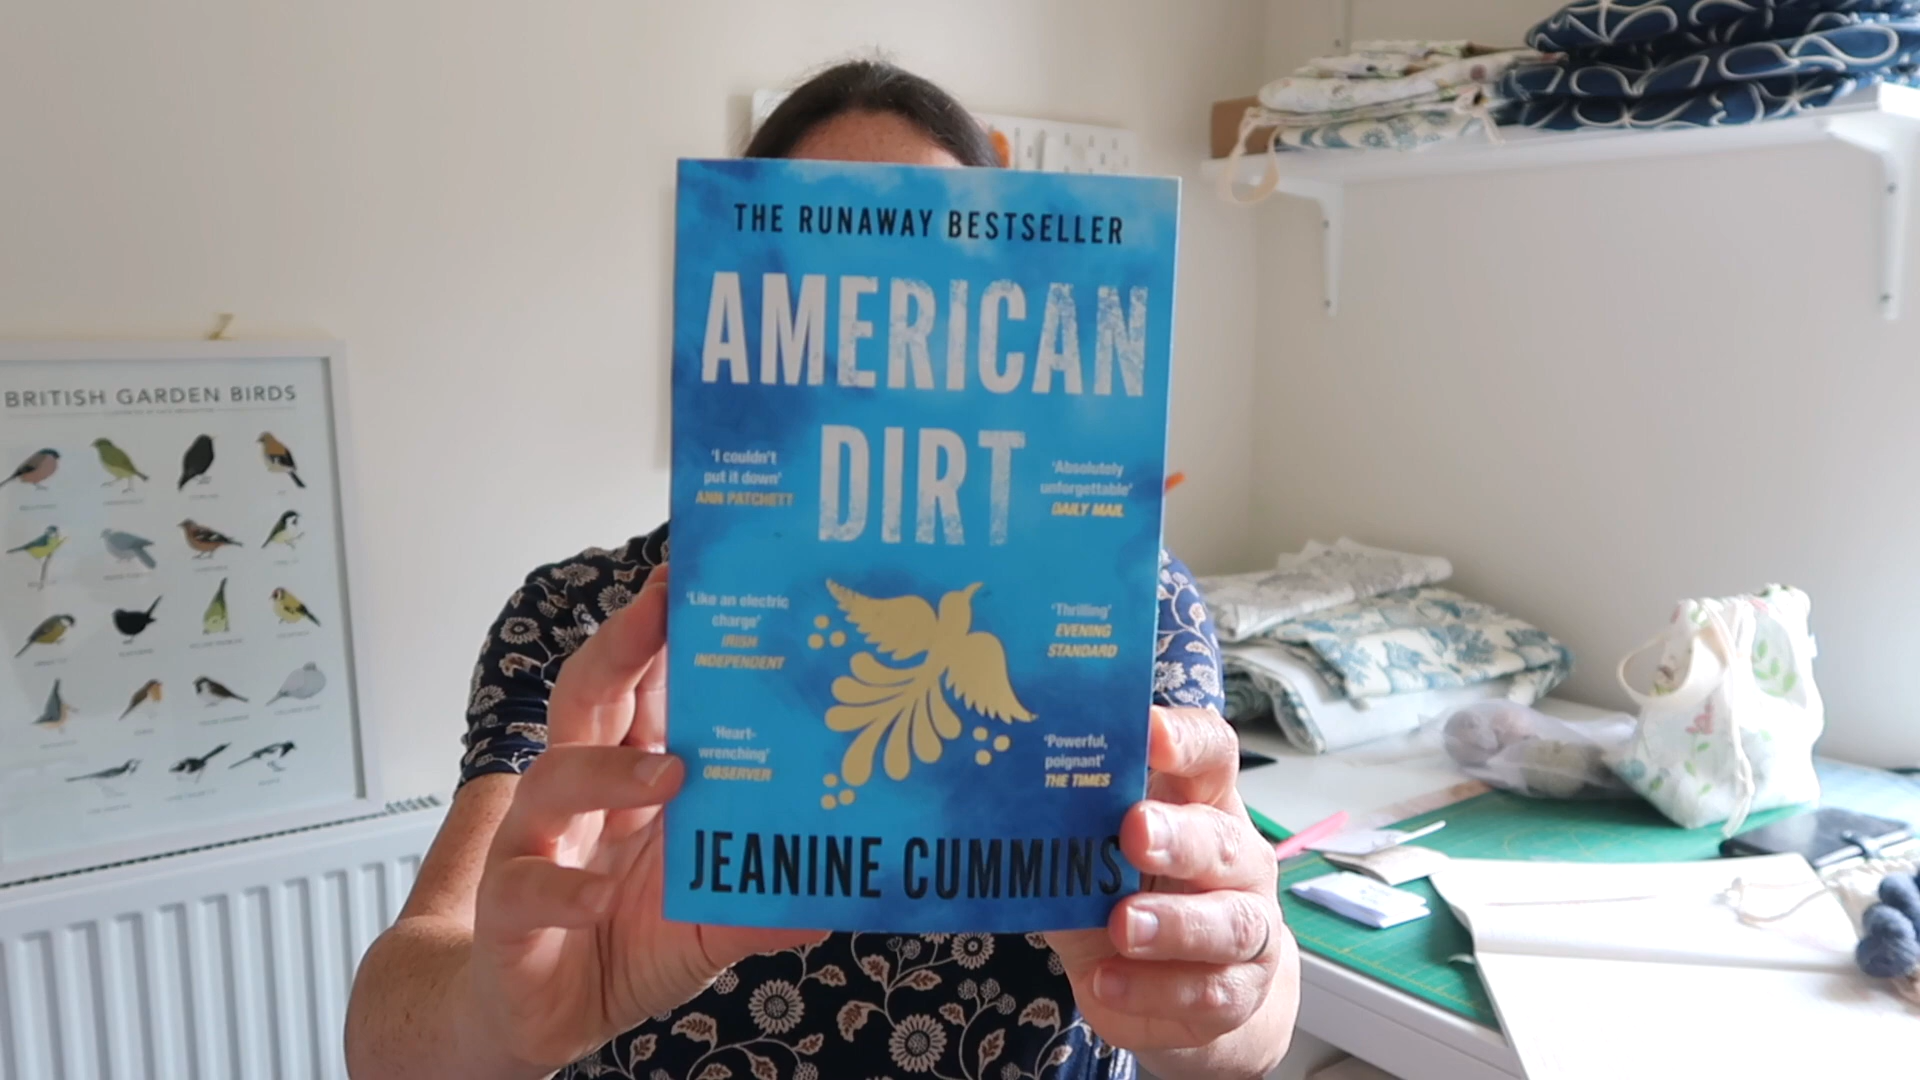 THE RUNAWAY BESTSELLER
AMERICAN
DIRT
'I couldn't
put it down'
ANN PATCHETT
'Absolutely
unforgettable'
DAILY MAIL
'Like an electric
charge'
IRISH
INDEPENDENT
'Thrilling'
EVENING
STANDARD
'Heart-
wrenching'
OBSERVER
'Powerful,
poignant'
THE TIMES
JEANINE CUMMINS
BRITISH GARDEN BIRDS